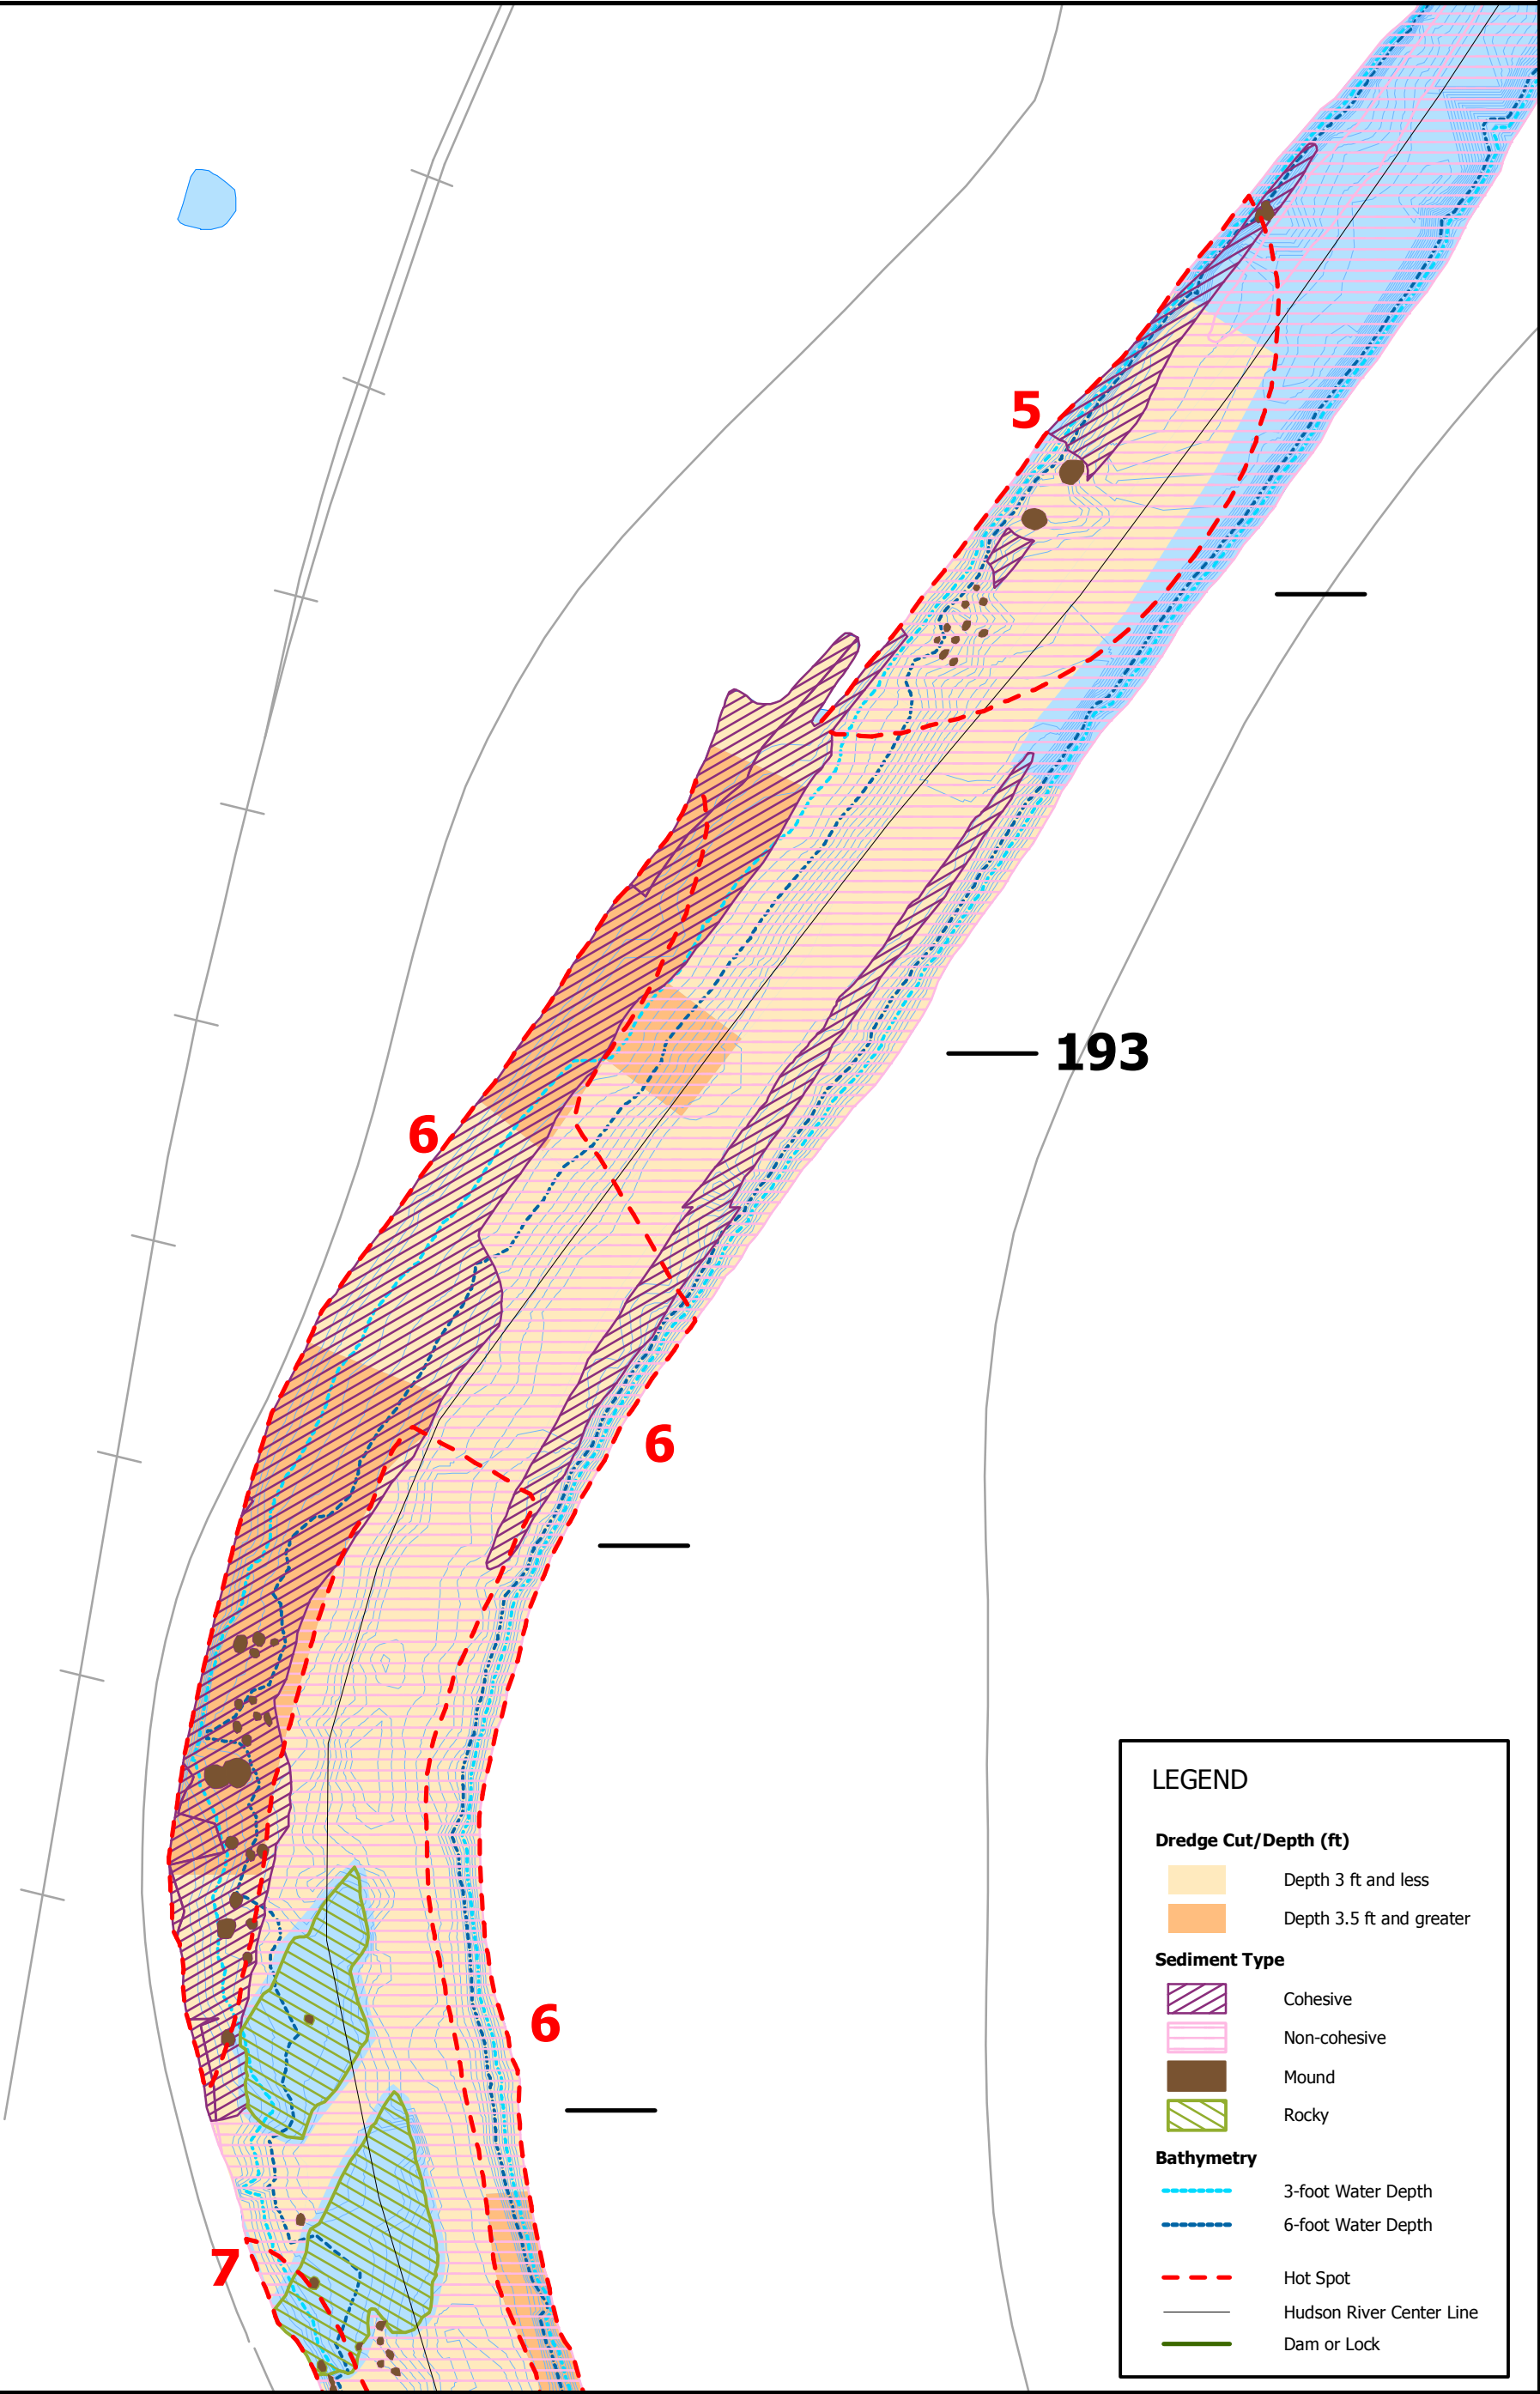 5
193
6
6
6
7
LEGEND
Dredge Cut/Depth (ft)
Depth 3 ft and less
Depth 3.5 ft and greater
Sediment Type
Cohesive
Non-cohesive
Mound
Rocky
Bathymetry
3-foot Water Depth
6-foot Water Depth
Hot Spot
Hudson River Center Line
Dam or Lock